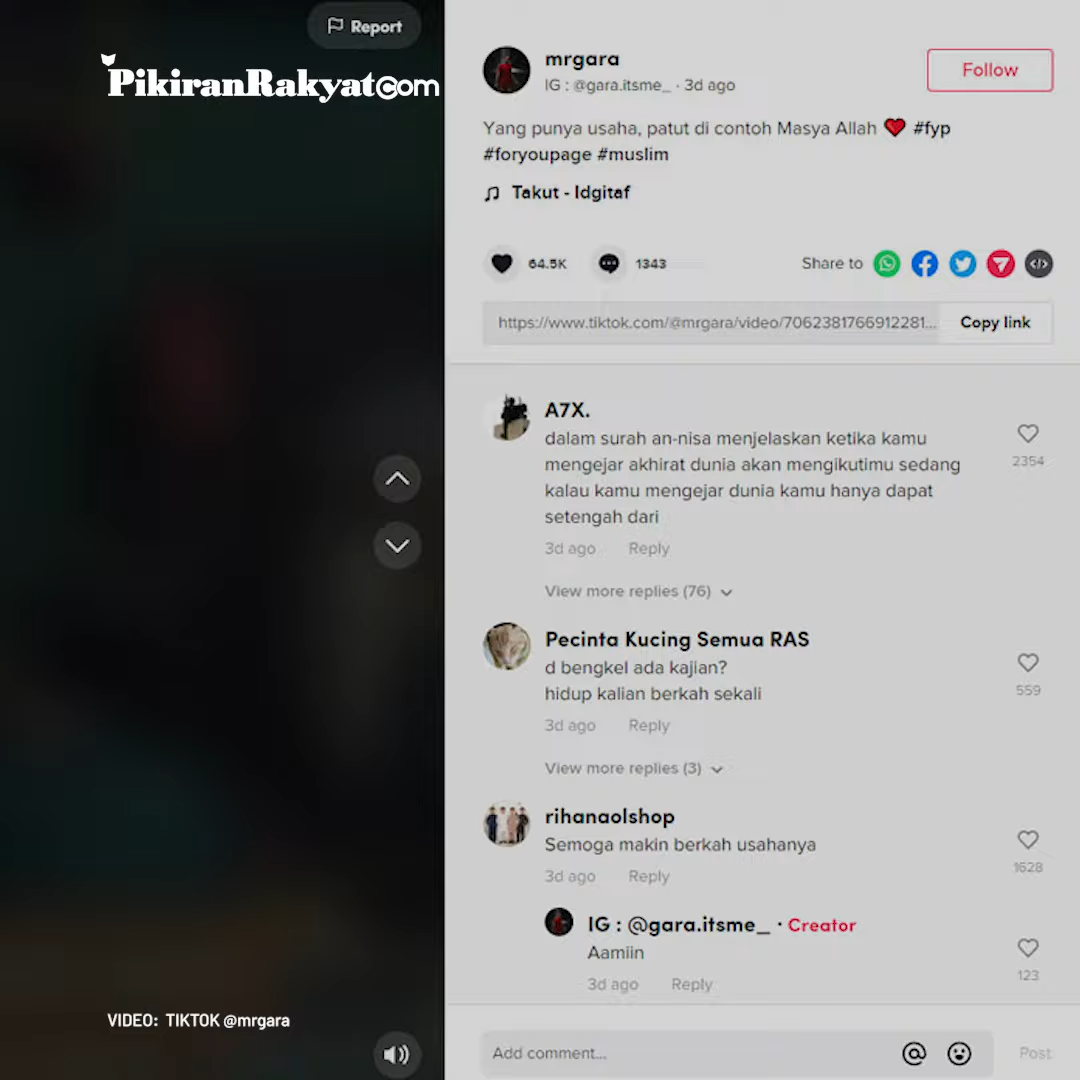 Report
PikiranRakyat.com
mrgara
IG : @gara.itsme_ · 3d ago
Follow
Yang punya usaha, patut di contoh Masya Allah ❤️ #fyp
#foryoupage #muslim
Takut - Idgitaf
64.5K
1343
Share to
https://www.tiktok.com/@mrgara/video/7062381766912281...
Copy link
A7X.
dalam surah an-nisa menjelaskan ketika kamu
mengejar akhirat dunia akan mengikutimu sedang
kalau kamu mengejar dunia kamu hanya dapat
setengah dari
2354
3d ago Reply
View more replies (76)
Pecinta Kucing Semua RAS
d bengkel ada kajian?
hidup kalian berkah sekali
559
3d ago Reply
View more replies (3)
rihanaolshop
Semoga makin berkah usahanya
1628
3d ago Reply
IG : @gara.itsme_ · Creator
Aamiin
123
3d ago Reply
VIDEO: TIKTOK @mrgara
Add comment...
Post